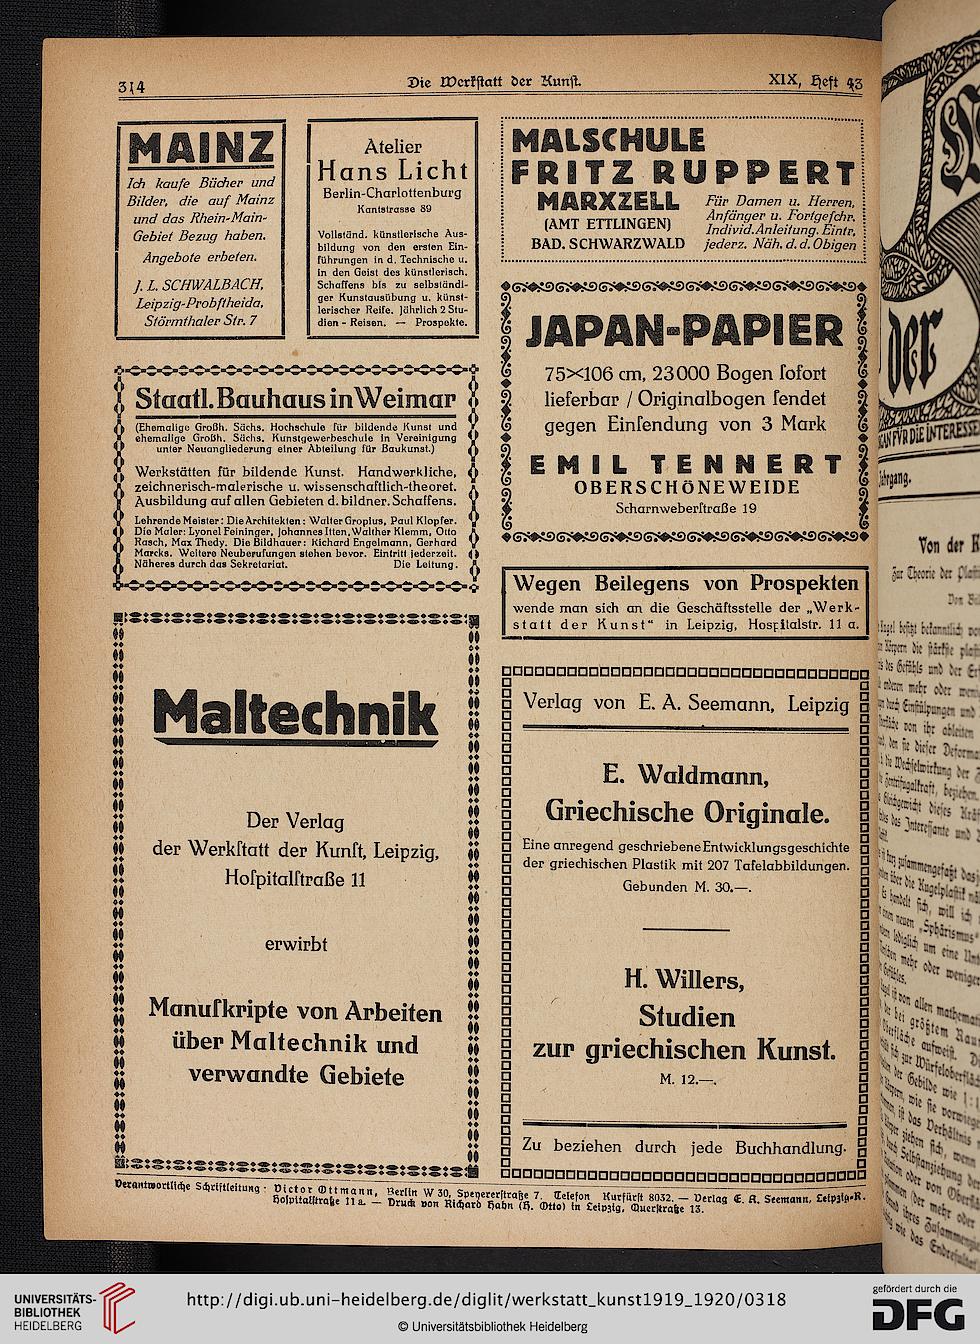 314
Die Werkstatt der Kunst.
XIX, Heft 43
MAINZ
Ich kaufe Bücher und
Bilder, die auf Mainz
und das Rhein-Main-
Gebiet Bezug haben.
Angebote erbeten.
J. L. SCHWALBACH,
Leipzig-Probſtheida,
Störmthaler Str. 7
Atelier
Hans Licht
Berlin-Charlottenburg
Kantstrasse 89
Vollständ. künstlerische Aus-
bildung von den ersten Ein-
führungen in d. Technische u.
in den Geist des künstlerisch.
Schaffens bis zu selbständi-
ger Kunstausübung u. künst-
lerischer Reife. Jährlich 2 Stu-
dien - Reisen. — Prospekte.
MALSCHULE
FRITZ RUPPERT
MARXZELL
(AMT ETTLINGEN)
BAD. SCHWARZWALD
Für Damen u. Herren,
Anfänger u. Fortgeschr.
Individ. Anleitung. Eintr.
jederz. Näh. d. d. Obigen
JAPAN-PAPIER
75×106 cm, 23000 Bogen ſofort
lieferbar / Originalbogen ſendet
gegen Einſendung von 3 Mark
EMIL TENNERT
OBERSCHÖNEWEIDE
Scharnweberſtraße 19
Staatl. Bauhaus in Weimar
(Ehemalige Großh. Sächs. Hochschule für bildende Kunst und
ehemalige Großh. Sächs. Kunstgewerbeschule in Vereinigung
unter Neuangliederung einer Abteilung für Baukunst.)
Werkstätten für bildende Kunst. Handwerkliche,
zeichnerisch-malerische u. wissenschaftlich-theoret.
Ausbildung auf allen Gebieten d. bildner. Schaffens.
Lehrende Meister: Die Architekten: Walter Gropius, Paul Klopfer.
Die Maler: Lyonel Feininger, Johannes Itten, Walther Klemm, Otto
Rasch, Max Thedy. Die Bildhauer: Richard Engelmann, Gerhard
Marcks. Weitere Neuberufungen stehen bevor. Eintritt jederzeit.
Näheres durch das Sekretariat. Die Leitung.
Wegen Beilegens von Prospekten
wende man sich an die Geschäftsstelle der „Werk-
statt der Kunst“ in Leipzig, Hospitalstr. 11 a.
Maltechnik
Der Verlag
der Werkſtatt der Kunſt, Leipzig,
Hoſpitalſtraße 11
erwirbt
Manuſkripte von Arbeiten
über Maltechnik und
verwandte Gebiete
Verlag von E. A. Seemann, Leipzig
E. Waldmann,
Griechische Originale.
Eine anregend geschriebene Entwicklungsgeschichte
der griechischen Plastik mit 207 Tafelabbildungen.
Gebunden M. 30.—.
H. Willers,
Studien
zur griechischen Kunst.
M. 12.—.
Zu beziehen durch jede Buchhandlung.
Verantwortliche Schriftleitung: Victor Ottmann, Berlin W 30, Speyererstraße 7. Telefon Kurfürst 8032. — Verlag E. A. Seemann, Leipzig-R.
Hospitalstraße 11 a. — Druck von Richard Hahn (H. Otto) in Leipzig, Querstraße 13.
der
INTERESSE
Jahrgang.
Von der K
Zur Theorie der Plasti
UNIVERSITÄTS-
BIBLIOTHEK
HEIDELBERG
http://digi.ub.uni-heidelberg.de/diglit/werkstatt_kunst1919_1920/0318
© Universitätsbibliothek Heidelberg
gefördert durch die
DFG